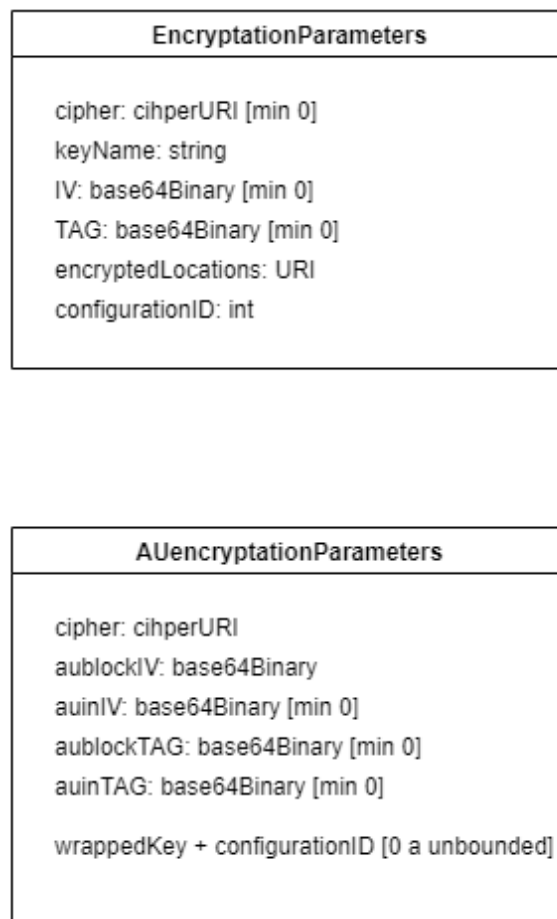 EncryptationParameters
cipher: cihperURI [min 0]
keyName: string
IV: base64Binary [min 0]
TAG: base64Binary [min 0]
encryptedLocations: URI
configurationID: int
AUencryptationParameters
cipher: cihperURI
aublockIV: base64Binary
auinIV: base64Binary [min 0]
aublockTAG: base64Binary [min 0]
auinTAG: base64Binary [min 0]
wrappedKey + configurationID [0 a unbounded]